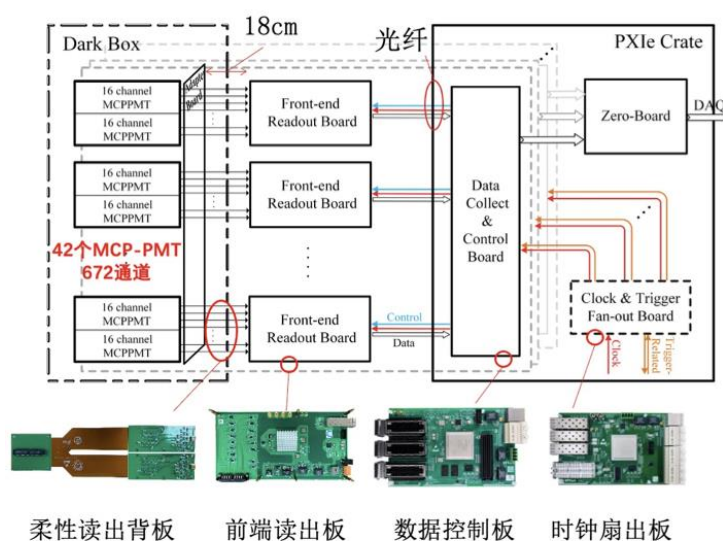 Dark Box
18cm
光纤
PXIe Crate
16 channel
MCPPMT
16 channel
MCPPMT
Adapter
Board
Front-end
Readout Board
Zero-Board
DAQ
16 channel
MCPPMT
16 channel
MCPPMT
Front-end
Readout Board
Data
Collect
&
Control
Board
42个MCP-PMT
672通道
16 channel
MCPPMT
16 channel
MCPPMT
Front-end
Readout Board
Control
Data
Clock & Trigger
Fan-out Board
Clock
Trigger-
Related
柔性读出背板
前端读出板
数据控制板
时钟扇出板